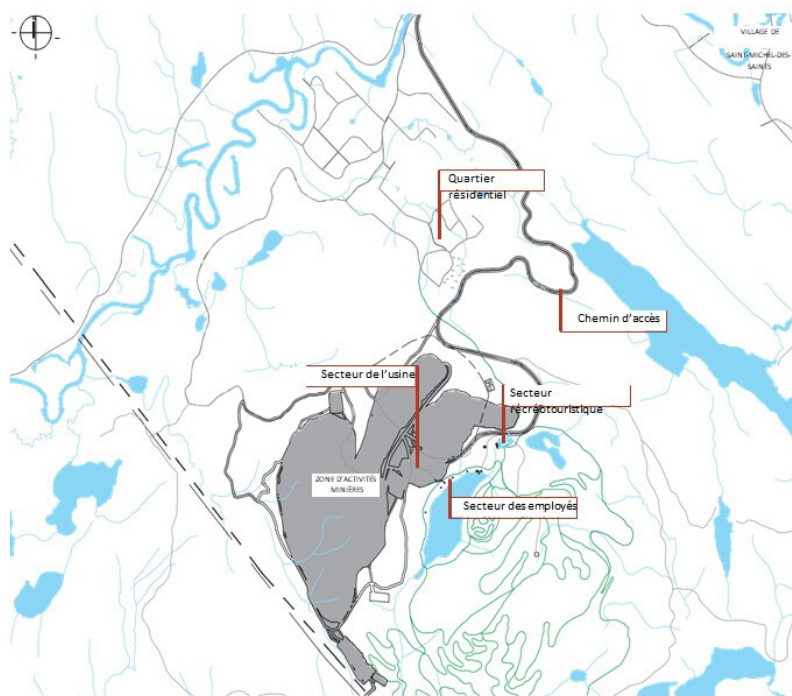 VILLAGE DE
SAINT-MICHEL-DES-
SAINTS
Quartier
résidentiel
Chemin d'accès
Secteur de l'usine
Secteur
récréotouristique
ZONE D'ACTIVITÉS
MINIÈRES
Secteur des employés